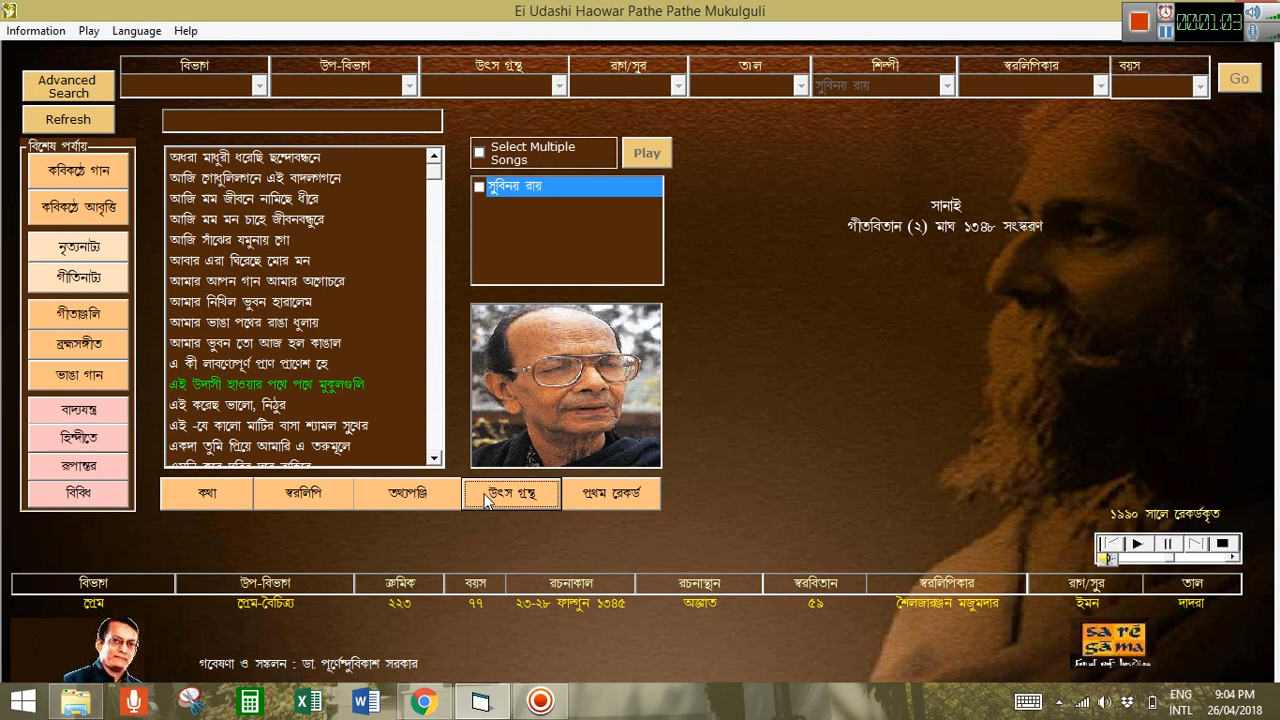 Ei Udashi Haowar Pathe Pathe Mukulguli
00:01:03
Information Play Language Help
Advanced Search
Refresh
বিভাগ উপ-বিভাগ উৎস গ্রন্থ রাগ/সুর তাল শিল্পী স্বরলিপিকার বয়স
সুবিনয় রায়
Go
বিশেষ পর্যায়
কবিকণ্ঠে গান
কবিকণ্ঠে আবৃত্তি
নৃত্যনাট্য
গীতিনাট্য
গীতাঞ্জলি
ব্রহ্মসঙ্গীত
ভাঙা গান
বাদ্যযন্ত্র
হিন্দীতে
রূপান্তর
বিবিধ
অধরা মাধুরী ধরেছি ছন্দোবন্ধনে
আজি গোধূলিলগনে এই বাদলগগনে
আজি মম জীবনে নামিছে ধীরে
আজি মম মন চাহে জীবনবন্ধুরে
আজি সাঁঝের যমুনায় গো
আবার এরা ঘিরেছে মোর মন
আমার আপন গান আমার অগোচরে
আমার নিখিল ভুবন হারালেম
আমার ভাঙা পথের রাঙা ধুলায়
আমার ভুবন তো আজ হল কাঙাল
এ কী লাবণ্যেপূর্ণ প্রাণ প্রাণেশ হে
এই উদাসী হাওয়ার পথে পথে মুকুলগুলি
এই করেছ ভালো, নিঠুর
এই -যে কালো মাটির বাসা শ্যামল সুখের
একদা তুমি প্রিয়ে আমারি এ তরুমূলে
Select Multiple Songs
Play
সুবিনয় রায়
সানাই
গীতবিতান (২) মাঘ ১৩৪৮ সংস্করণ
কথা স্বরলিপি তথ্যপঞ্জি উৎস গ্রন্থ প্রথম রেকর্ড
১৯৯০ সালে রেকর্ডকৃত
বিভাগ উপ-বিভাগ ক্রমিক বয়স রচনাকাল রচনাস্থান স্বরবিতান স্বরলিপিকার রাগ/সুর তাল
প্রেম প্রেম-বৈচিত্র্য ২২৩ ৭৭ ২৩-২৮ ফাল্গুন ১৩৪৫ অজ্ঞাত ৫৯ শৈলজারঞ্জন মজুমদার ইমন দাদরা
গবেষণা ও সঙ্কলন : ডা. পূর্ণেন্দুবিকাশ সরকার
sa re ga ma
ENG 9:04 PM
INTL 26/04/2018